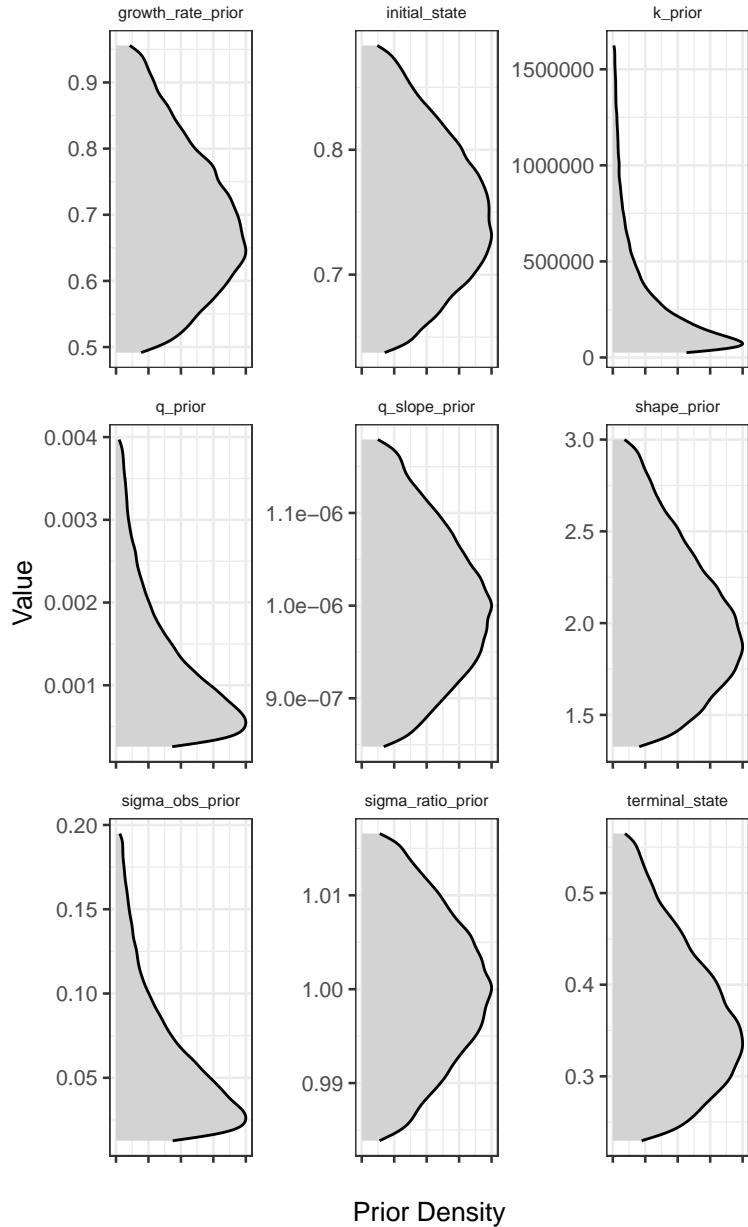 growth_rate_prior
initial_state
k_prior
0.9
0.8
0.7
0.6
0.5
0.8
0.7
1500000
1000000
500000
0
q_prior
q_slope_prior
shape_prior
0.004
0.003
0.002
0.001
1.1e−06
1.0e−06
9.0e−07
3.0
2.5
2.0
1.5
Value
sigma_obs_prior
sigma_ratio_prior
terminal_state
0.20
0.15
0.10
0.05
1.01
1.00
0.99
0.5
0.4
0.3
Prior Density